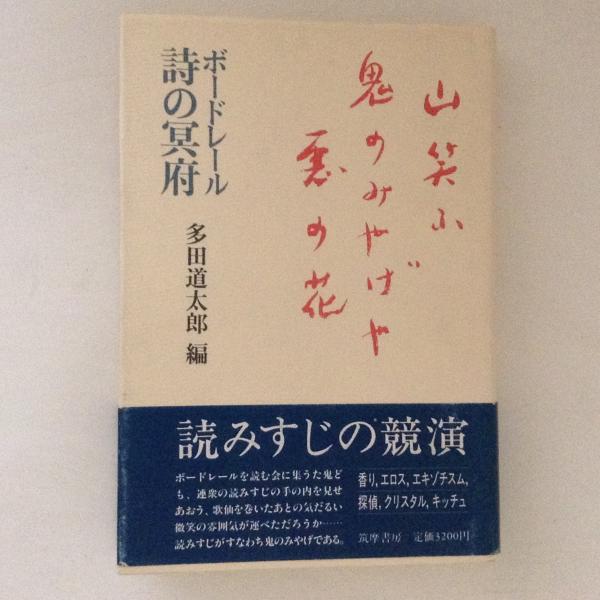 山笑ふ
鬼のみやげや
悪の花
ボードレール
詩の冥府
多田道太郎 編
読みすじの競演
ボードレールを読む会に集うた鬼ど
も、連衆の読みすじの手の内を見せ
あおう、歌仙を巻いたあとの気だるい
微笑の雰囲気が運べただろうか……
読みすじがすなわち鬼のみやげである。
香り,エロス,エキゾチスム,
探偵,クリスタル,キッチュ
筑摩書房 定価3200円